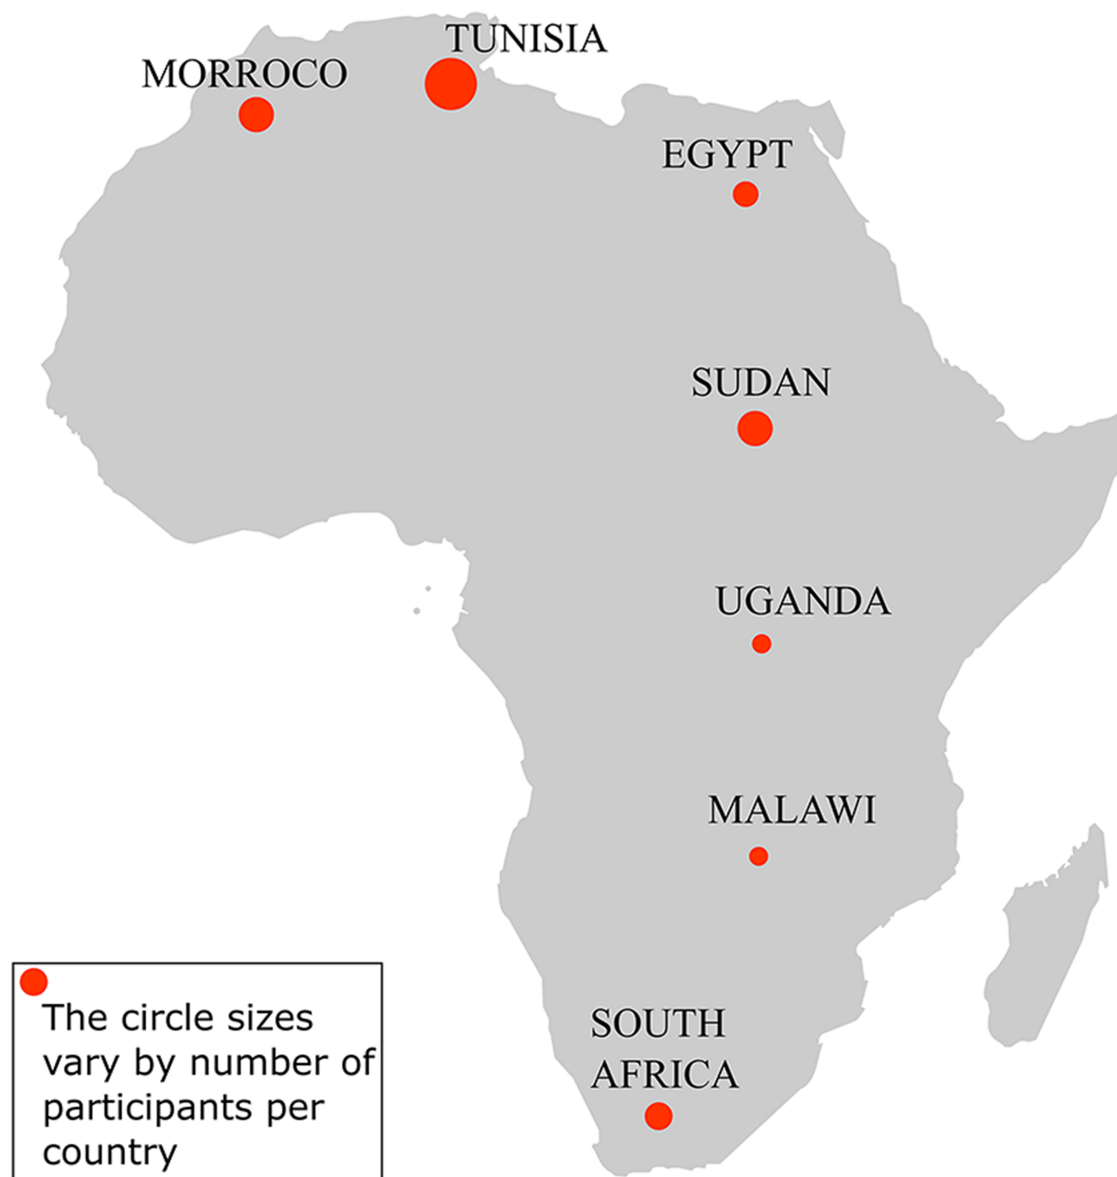 TUNISIA
MORROCO
EGYPT
SUDAN
UGANDA
MALAWI
SOUTH
AFRICA
The circle sizes
vary by number of
participants per
country